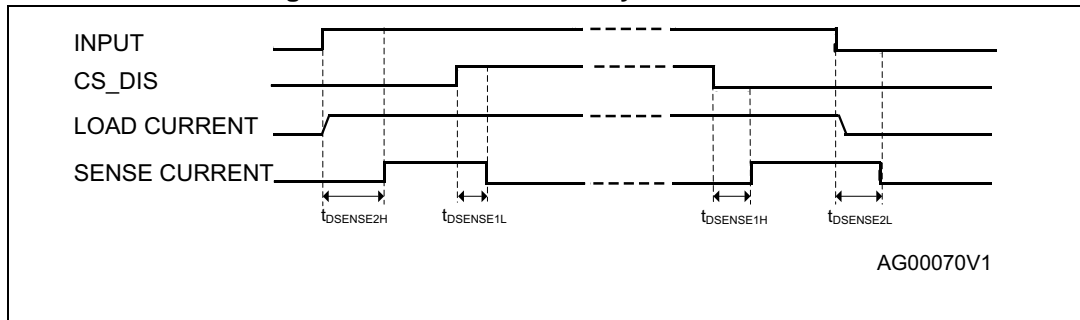 INPUT
CS_DIS
LOAD CURRENT
SENSE CURRENT
tDSENSE2H
tDSENSE1L
tDSENSE1H
tDSENSE2L
AG00070V1